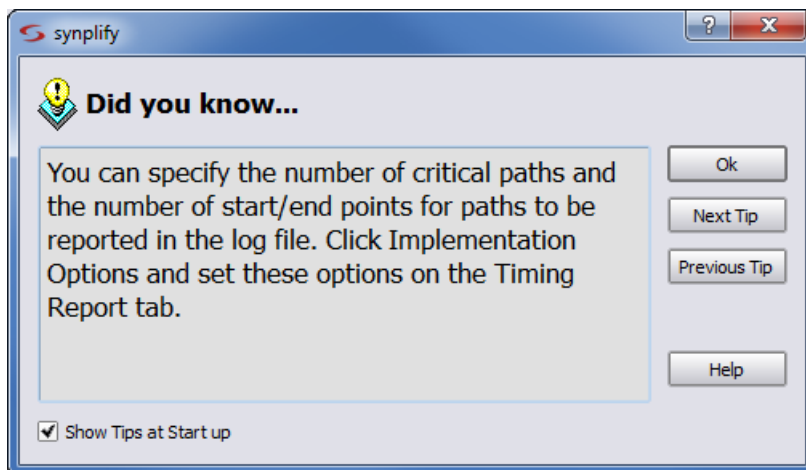 synplify
Did you know...
You can specify the number of critical paths and
the number of start/end points for paths to be
reported in the log file. Click Implementation
Options and set these options on the Timing
Report tab.
Ok
Next Tip
Previous Tip
Help
Show Tips at Start up